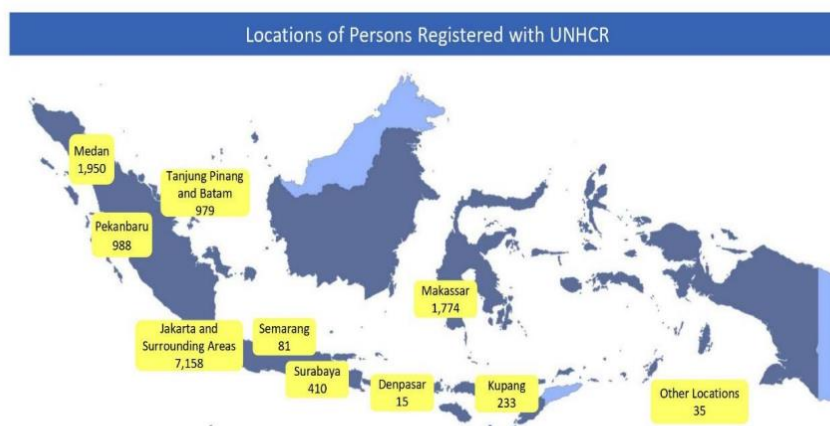 Locations of Persons Registered with UNHCR
Medan
1,950
Tanjung Pinang
and Batam
979
Pekanbaru
988
Makassar
1,774
Jakarta and
Surrounding Areas
7,158
Semarang
81
Surabaya
410
Denpasar
15
Kupang
233
Other Locations
35